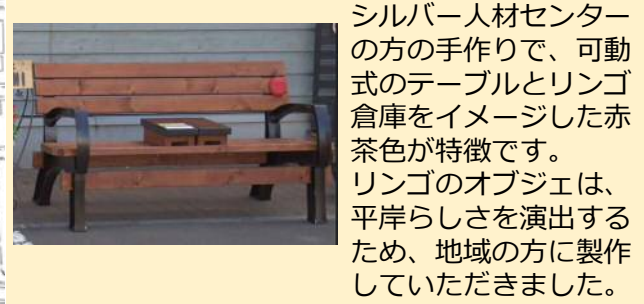 シルバー人材センター
の方の手作りで、可動
式のテーブルとリンゴ
倉庫をイメージした赤
茶色が特徴です。
リンゴのオブジェは、
平岸らしさを演出する
ため、地域の方に製作
していただきました。